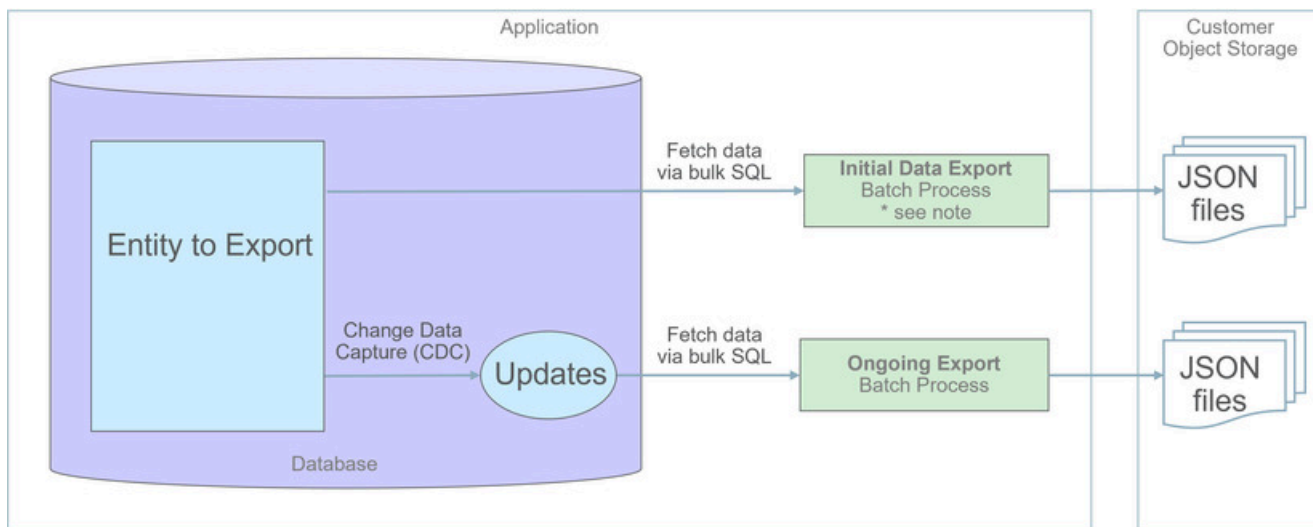 Application
Customer
Object Storage
Entity to Export
Fetch data
via bulk SQL
Initial Data Export
Batch Process
* see note
JSON
files
Change Data
Capture (CDC)
Updates
Fetch data
via bulk SQL
Ongoing Export
Batch Process
JSON
files
Database